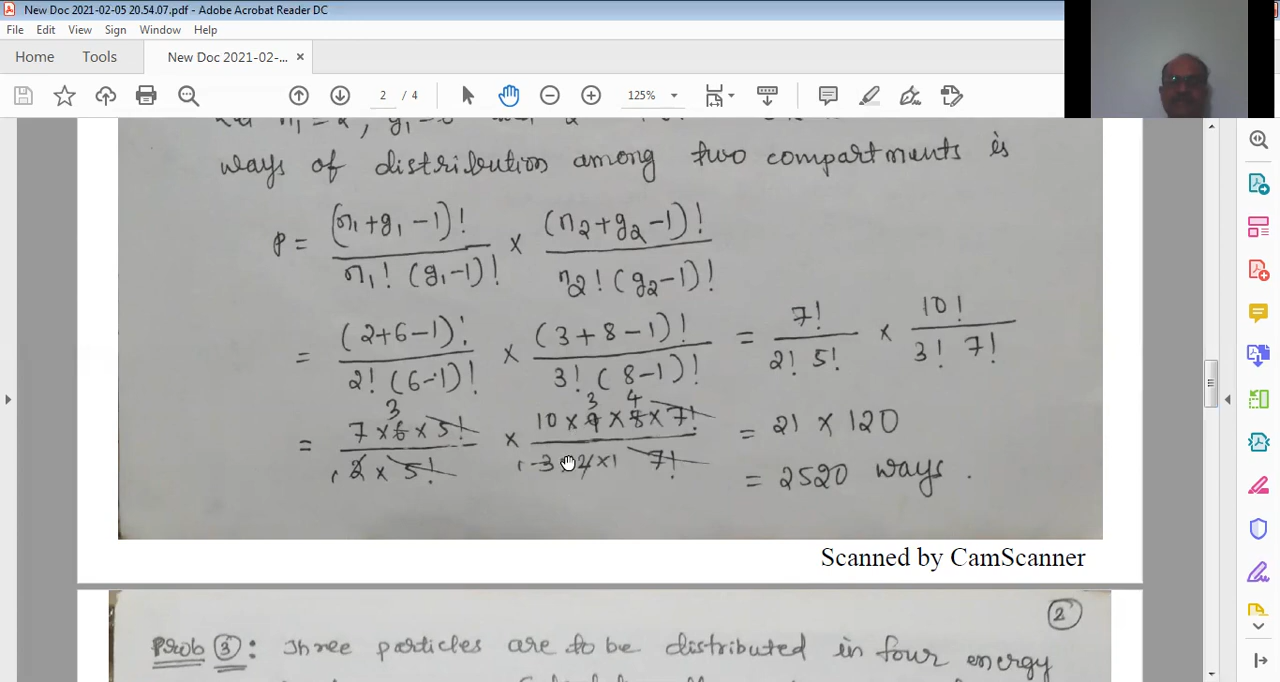 New Doc 2021-02-05 20.54.07.pdf - Adobe Acrobat Reader DC
File Edit View Sign Window Help
Home Tools New Doc 2021-02-... ×
2 / 4 125%
ways of distribution among two compartments is
P = (n1+g1-1)! / n1! (g1-1)! × (n2+g2-1)! / n2! (g2-1)!
= (2+6-1)! / 2! (6-1)! × (3+8-1)! / 3! (8-1)! = 7! / 2! 5! × 10! / 3! 7!
3 3 4
= 7×6×5! / 2×5! × 10×9×8×7! / 3×2×1 7! = 21 × 120
1 1
= 2520 ways.
Scanned by CamScanner
2
Prob 3: Three particles are to be distributed in four energy